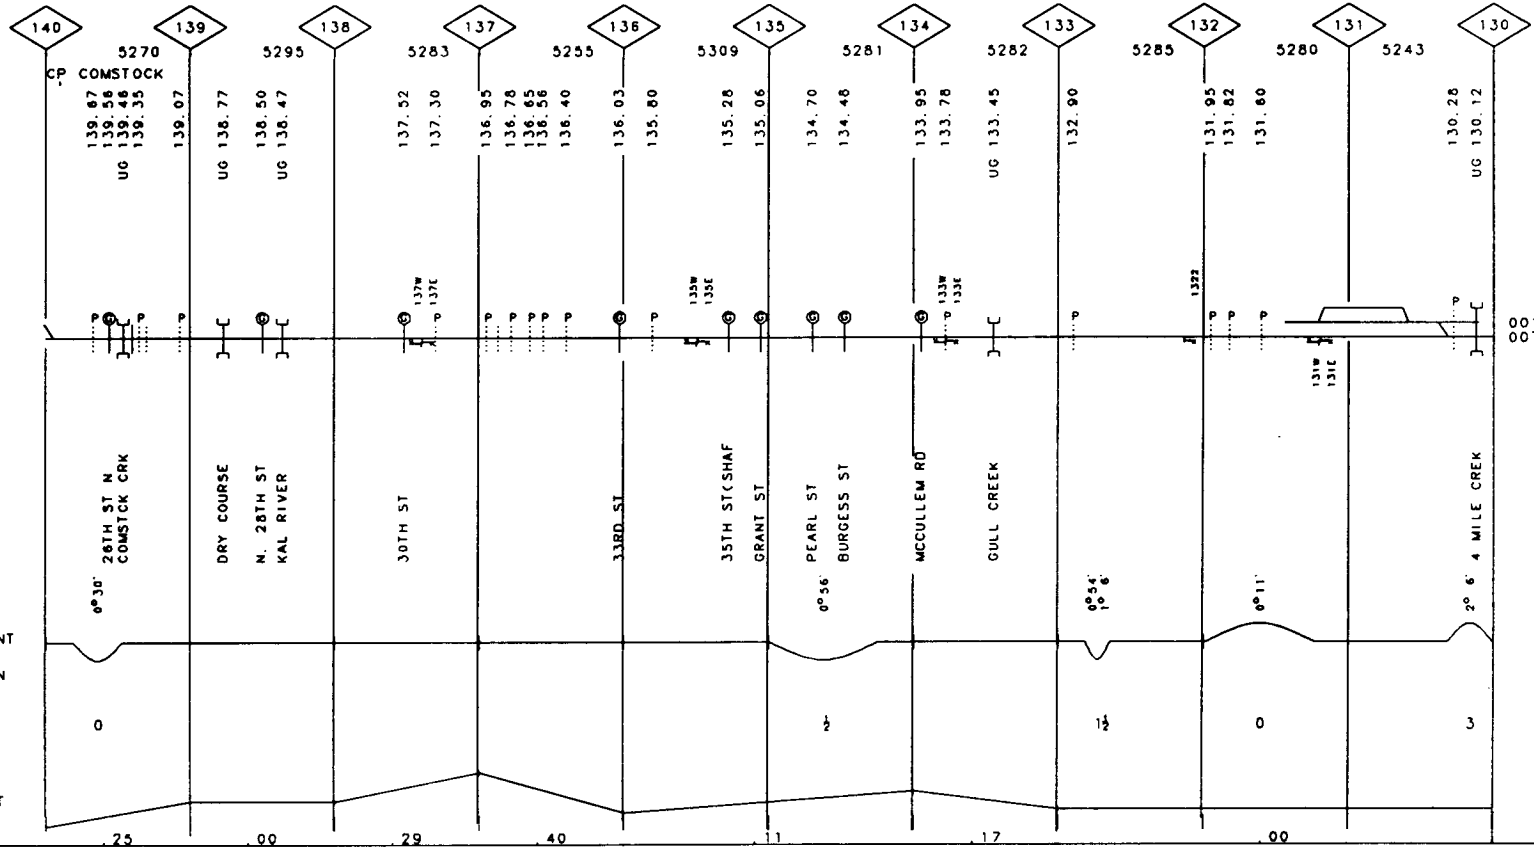 140 139 138 137 136 135 134 133 132 131 130
5270 5295 5283 5255 5309 5281 5282 5285 5280 5243
CP COMSTOCK
139.67
139.56
UG 139.46
139.35
139.07
UG 138.77
138.50
UG 138.47
137.52
137.30
136.95
136.78
136.65
136.56
136.40
136.03
135.80
135.28
135.06
134.70
134.48
133.95
133.78
UG 133.45
132.90
131.95
131.82
131.60
130.28
UG 130.12
137W
137E
135W
135E
133W
133E
1322
P G P P G G P P P P P P G P G G G G G P P P P P P
131W
131E
26TH ST N
COMSTCK CRK
DRY COURSE
N. 28TH ST
KAL RIVER
30TH ST
33RD ST
35TH ST(SHAF
GRANT ST
PEARL ST
BURGESS ST
MCCULLEM RD
GULL CREEK
4 MILE CREK
0°30'
0°56'
0°54'
1° 6'
0°11'
2° 6'
NT
N
0 ½ 1½ 0 3
T
.25 .00 .29 .40 .11 .17 .00